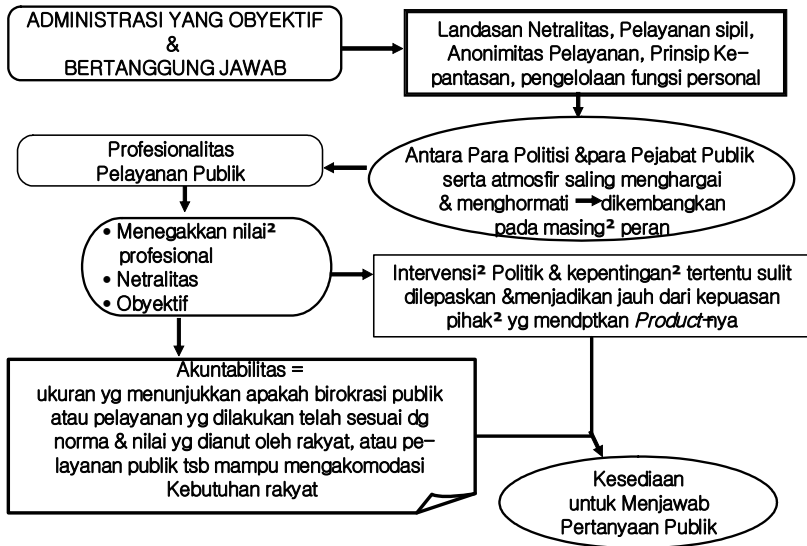 ADMINISTRASI YANG OBYEKTIF
&
BERTANGGUNG JAWAB
Landasan Netralitas, Pelayanan sipil,
Anonimitas Pelayanan, Prinsip Ke-
pantasan, pengelolaan fungsi personal
Antara Para Politisi &para Pejabat Publik
serta atmosfir saling menghargai
& menghormati →dikembangkan
pada masing² peran
Profesionalitas
Pelayanan Publik
• Menegakkan nilai²
profesional
• Netralitas
• Obyektif
Intervensi² Politik & kepentingan² tertentu sulit
dilepaskan &menjadikan jauh dari kepuasan
pihak² yg mendptkan Product-nya
Akuntabilitas =
ukuran yg menunjukkan apakah birokrasi publik
atau pelayanan yg dilakukan telah sesuai dg
norma & nilai yg dianut oleh rakyat, atau pe-
layanan publik tsb mampu mengakomodasi
Kebutuhan rakyat
Kesediaan
untuk Menjawab
Pertanyaan Publik